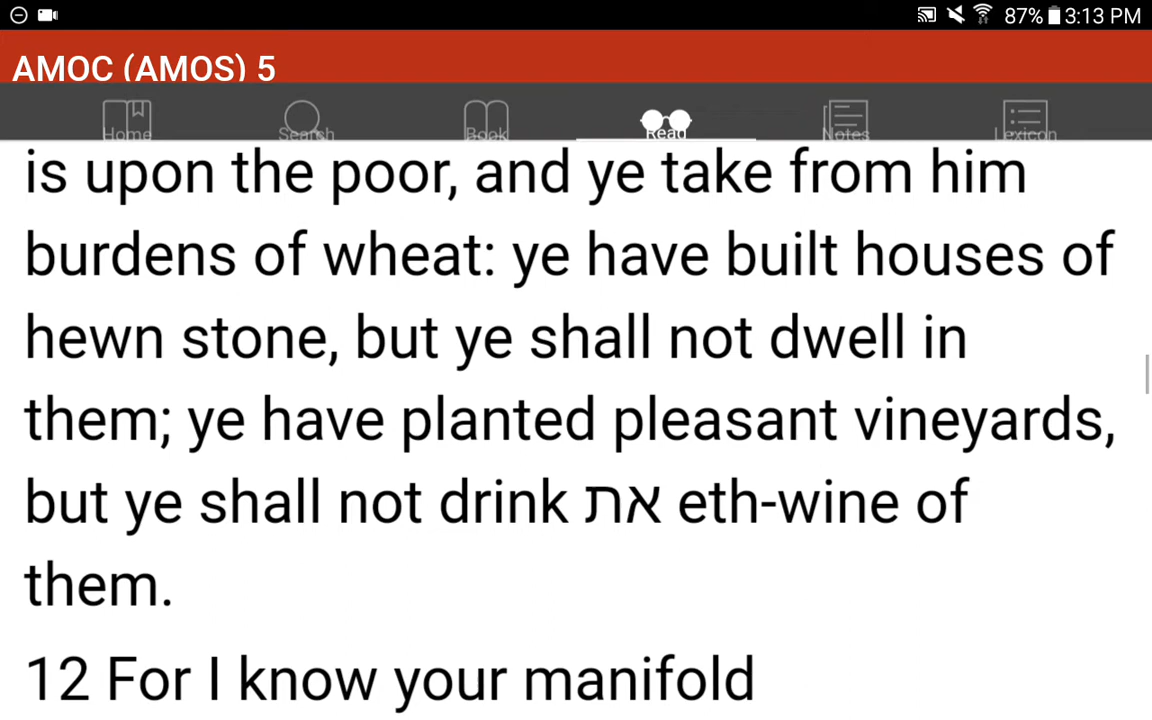 87% 3:13 PM
AMOC (AMOS) 5
Home Search Book Read Notes Lexicon
is upon the poor, and ye take from him
burdens of wheat: ye have built houses of
hewn stone, but ye shall not dwell in
them; ye have planted pleasant vineyards,
but ye shall not drink את eth-wine of
them.
12 For I know your manifold